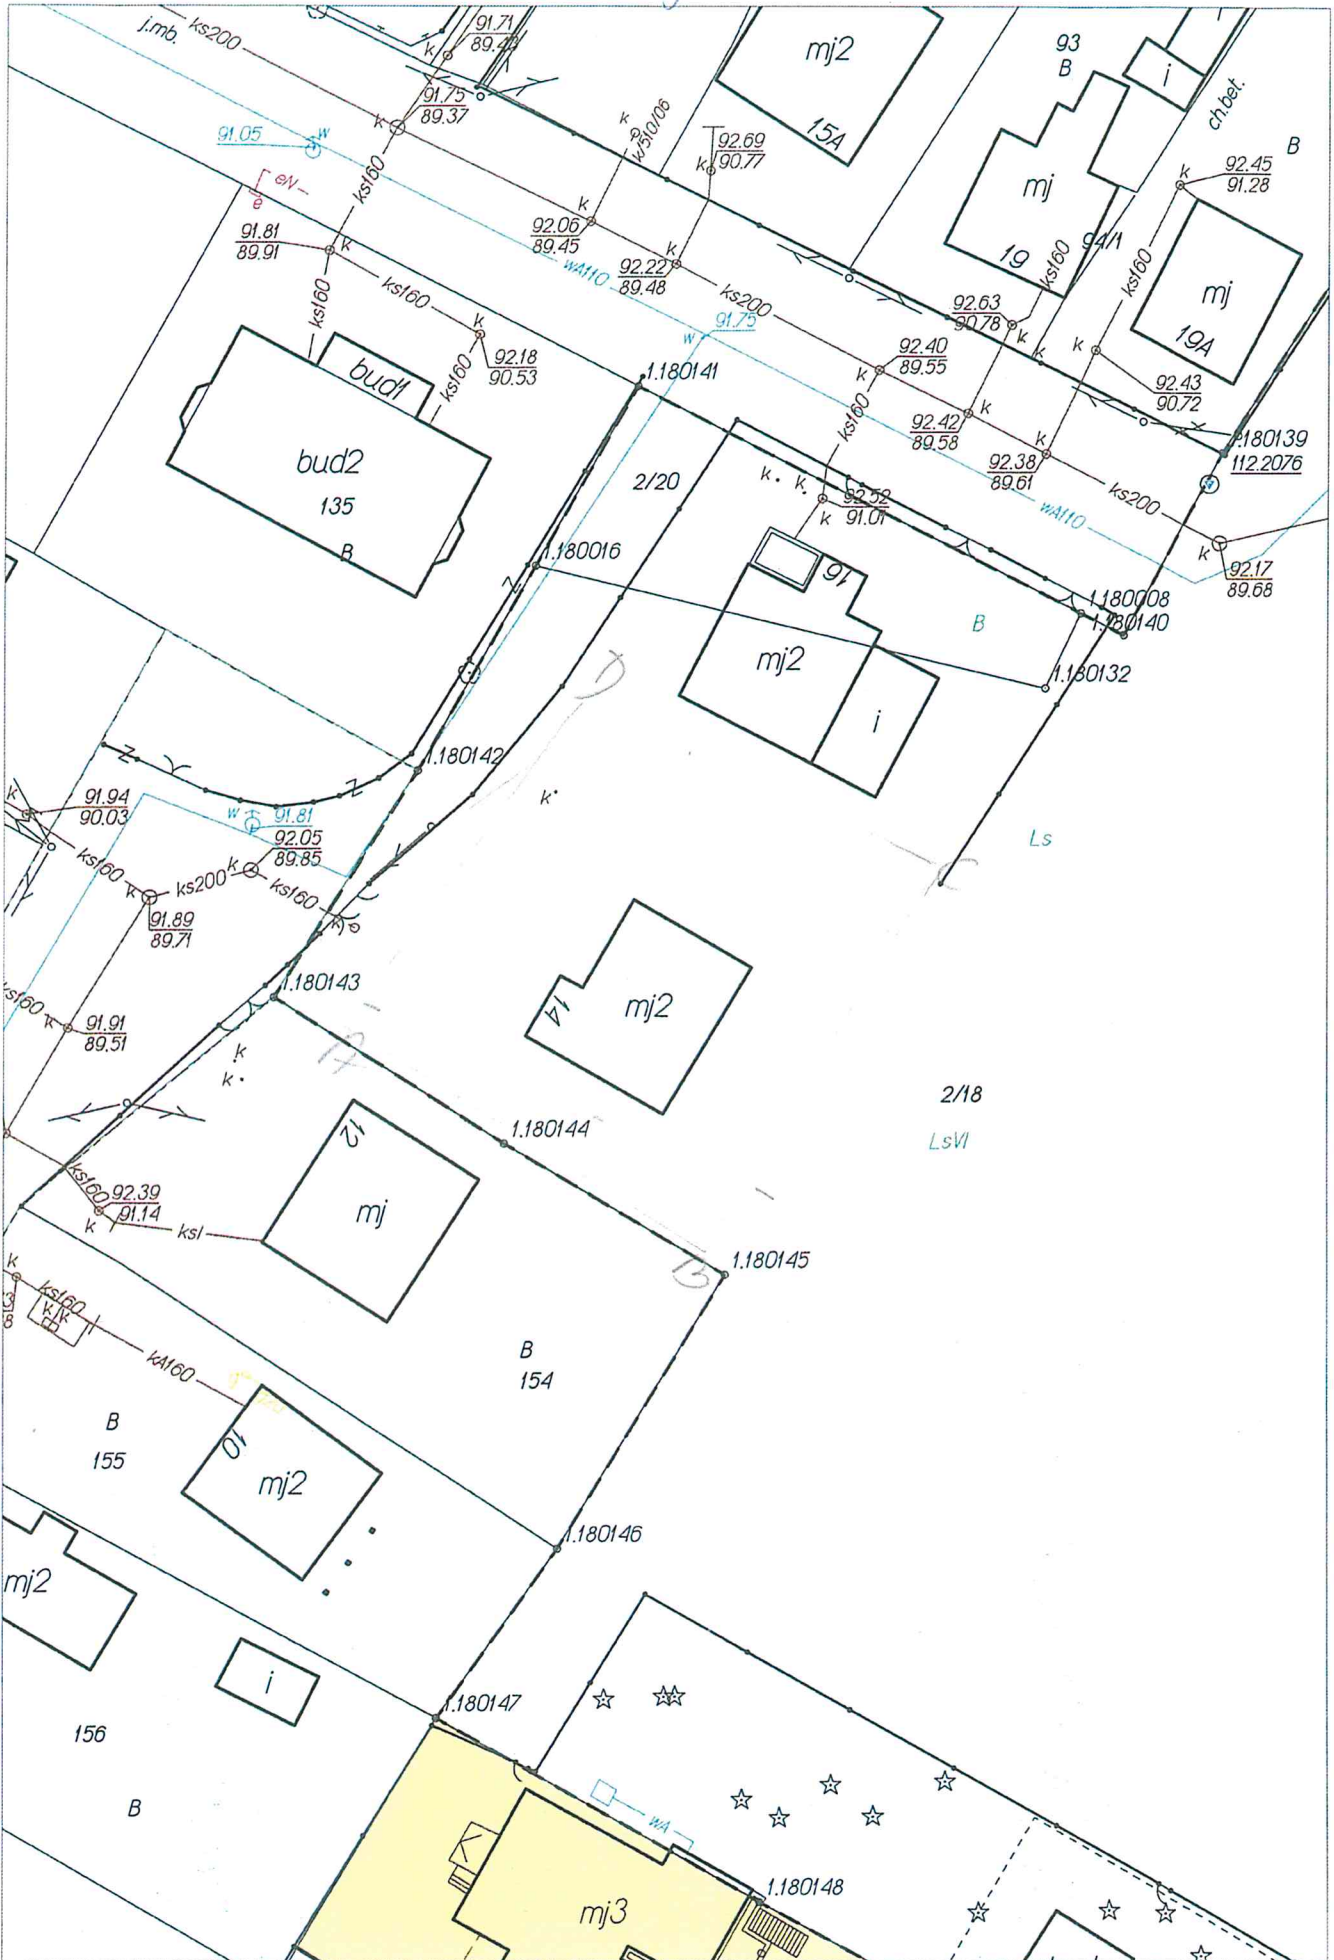 j.mb.
ks200
k
91.71
k
91.75
89.37
91.05
w
eN
e
ks160
k
k/510/06
k
92.69
90.77
mj2
15A
93
B
i
ch.bet.
B
mj
19
94/1
ks160
k
92.45
91.28
ks160
mj
19A
91.81
89.91
k
ks160
ks160
k
92.18
90.53
ks160
92.06
89.45
k
wA110
92.22
89.48
k
ks200
w
91.75
92.63
90.78
k
k
k
92.43
90.72
92.40
89.55
k
ks160
92.42
89.58
k
92.38
89.61
k
ks200
180139
112.2076
wA110
k
92.17
89.68
bud1
bud2
135
B
1.180141
2/20
k
k
92.52
91.01
k
1.180016
16
mj2
i
B
1.180008
1.180140
1.180132
Z
D
1.180142
k
C
Ls
Z
Z
k
91.94
90.03
w
91.81
92.05
89.85
k
ks160
k
ks200
ks160
k
91.89
89.71
1.180143
14
mj2
ks160
k
91.91
89.51
A
k
k
2/18
LsVI
1.180144
12
mj
ks160
92.39
91.14
k
ksl
1.180145
B
k
ks160
k
k
3
8
kA160
B
154
10
mj2
B
155
1.180146
mj2
i
1.180147
156
B
wA
mj3
1.180148